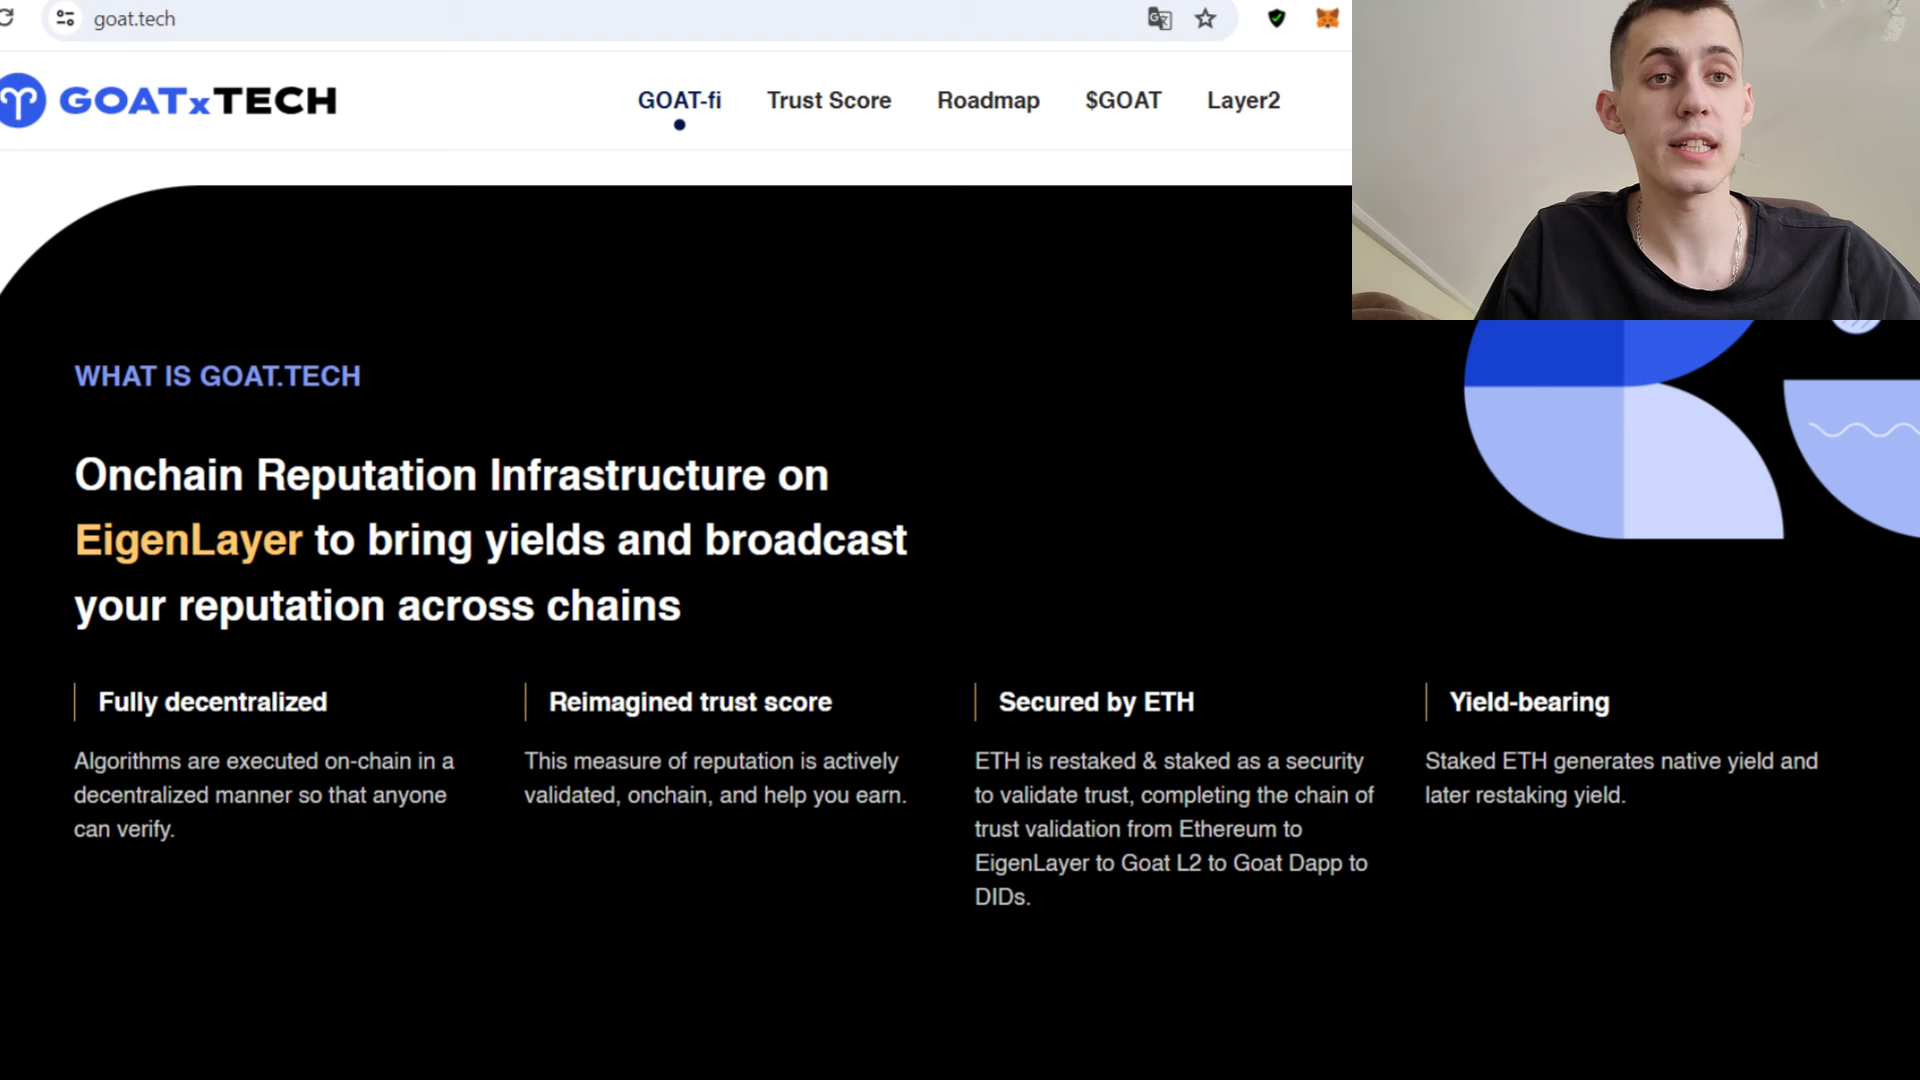 goat.tech
GOATxTECH
GOAT-fi Trust Score Roadmap $GOAT Layer2
WHAT IS GOAT.TECH
Onchain Reputation Infrastructure on
EigenLayer to bring yields and broadcast
your reputation across chains
Fully decentralized
Algorithms are executed on-chain in a
decentralized manner so that anyone
can verify.
Reimagined trust score
This measure of reputation is actively
validated, onchain, and help you earn.
Secured by ETH
ETH is restaked & staked as a security
to validate trust, completing the chain of
trust validation from Ethereum to
EigenLayer to Goat L2 to Goat Dapp to
DIDs.
Yield-bearing
Staked ETH generates native yield and
later restaking yield.